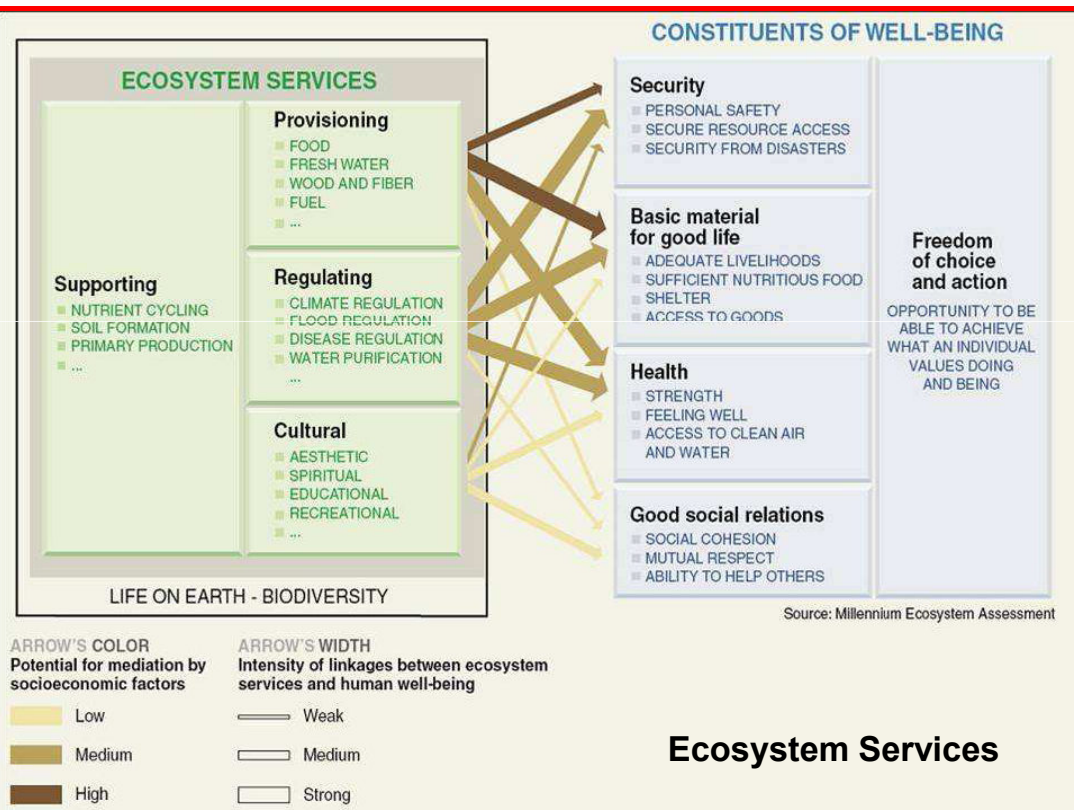 CONSTITUENTS OF WELL-BEING
ECOSYSTEM SERVICES
Supporting
NUTRIENT CYCLING
SOIL FORMATION
PRIMARY PRODUCTION
...
Provisioning
FOOD
FRESH WATER
WOOD AND FIBER
FUEL
...
Regulating
CLIMATE REGULATION
FLOOD REGULATION
DISEASE REGULATION
WATER PURIFICATION
...
Cultural
AESTHETIC
SPIRITUAL
EDUCATIONAL
RECREATIONAL
...
LIFE ON EARTH - BIODIVERSITY
Security
PERSONAL SAFETY
SECURE RESOURCE ACCESS
SECURITY FROM DISASTERS
Basic material
for good life
ADEQUATE LIVELIHOODS
SUFFICIENT NUTRITIOUS FOOD
SHELTER
ACCESS TO GOODS
Health
STRENGTH
FEELING WELL
ACCESS TO CLEAN AIR
AND WATER
Good social relations
SOCIAL COHESION
MUTUAL RESPECT
ABILITY TO HELP OTHERS
Freedom
of choice
and action
OPPORTUNITY TO BE
ABLE TO ACHIEVE
WHAT AN INDIVIDUAL
VALUES DOING
AND BEING
Source: Millennium Ecosystem Assessment
ARROW'S COLOR
Potential for mediation by
socioeconomic factors
Low
Medium
High
ARROW'S WIDTH
Intensity of linkages between ecosystem
services and human well-being
Weak
Medium
Strong
Ecosystem Services